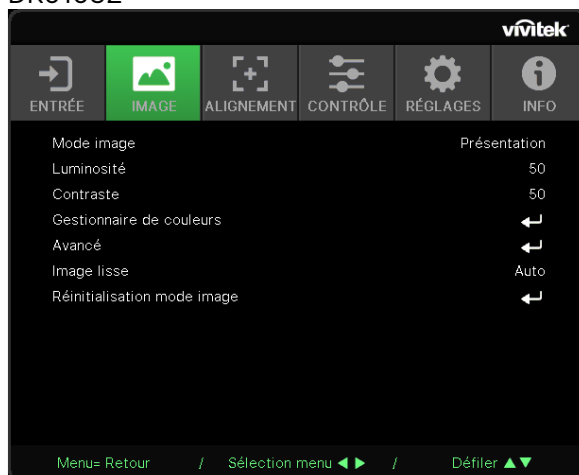 vivitek
ENTRÉE IMAGE ALIGNEMENT CONTRÔLE RÉGLAGES INFO
Mode image Présentation
Luminosité 50
Contraste 50
Gestionnaire de couleurs
Avancé
Image lisse Auto
Réinitialisation mode image
Menu= Retour / Sélection menu ◀ ▶ / Défiler ▲▼